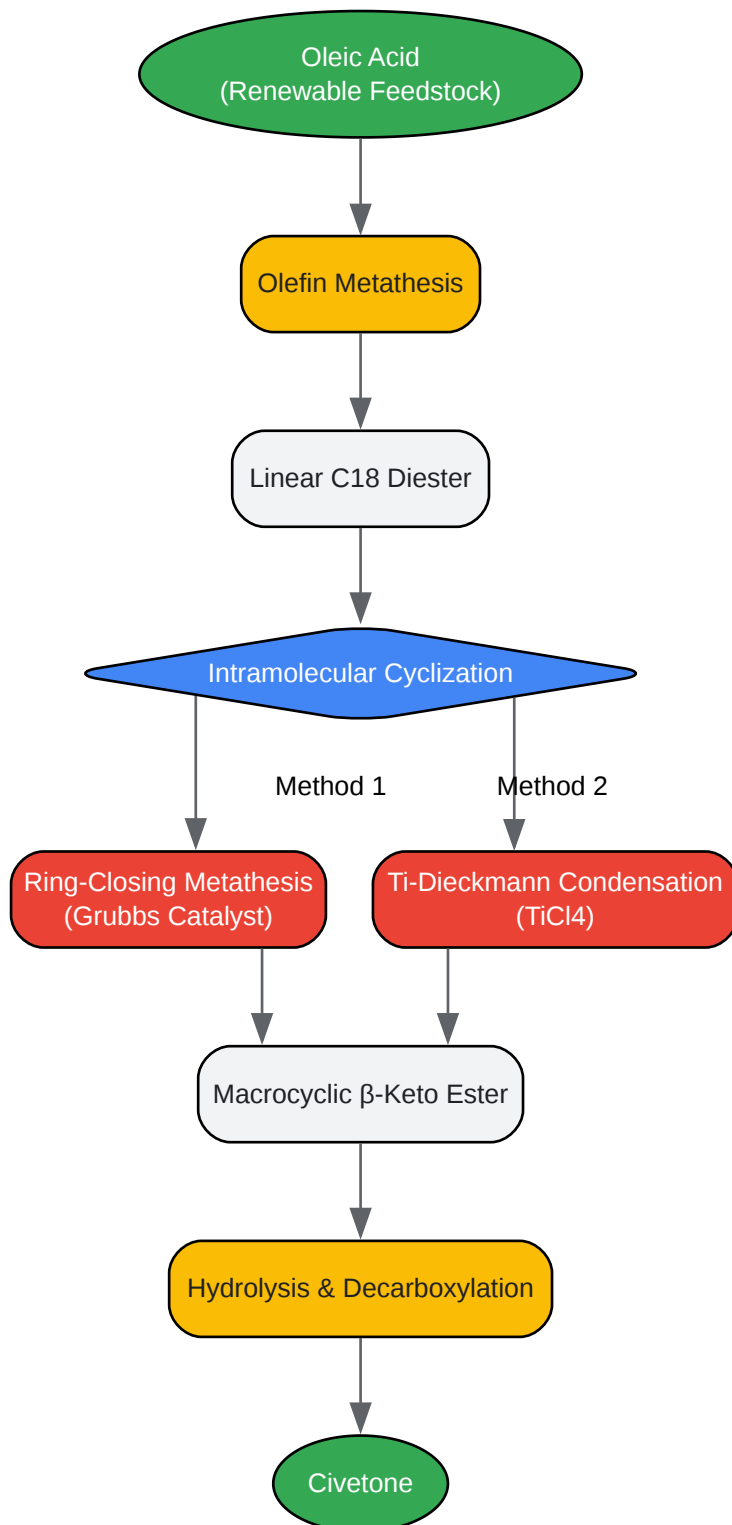 Oleic Acid
(Renewable Feedstock)
Olefin Metathesis
Linear C18 Diester
Intramolecular Cyclization
Method 1
Method 2
Ring-Closing Metathesis
(Grubbs Catalyst)
Ti-Dieckmann Condensation
(TiCl4)
Macrocyclic β-Keto Ester
Hydrolysis & Decarboxylation
Civetone